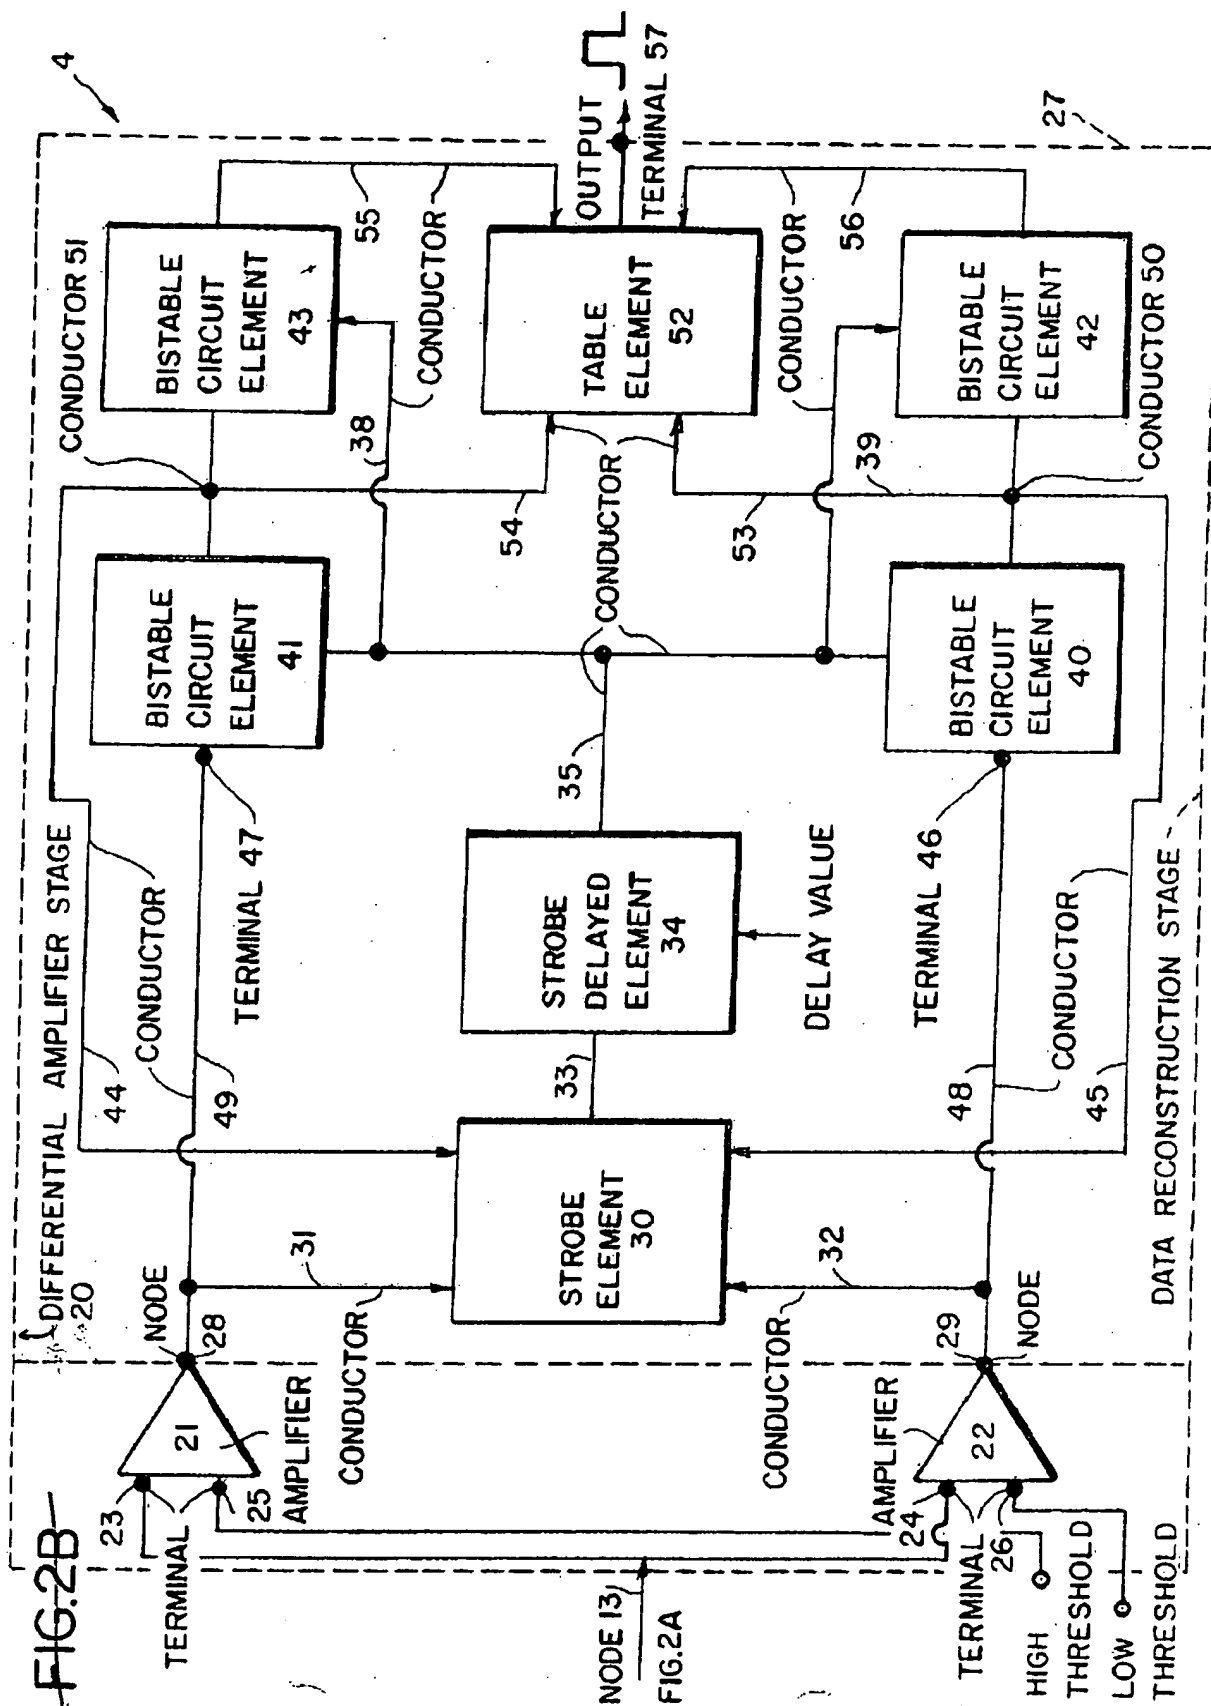 FIG.2B
4
DIFFERENTIAL AMPLIFIER STAGE
20
44
CONDUCTOR
CONDUCTOR 51
BISTABLE
CIRCUIT
ELEMENT
41
BISTABLE
CIRCUIT
ELEMENT
43
55
CONDUCTOR
38
54
TERMINAL 47
49
NODE
28
23
TERMINAL
25
21
AMPLIFIER
CONDUCTOR
31
NODE 13
FIG.2A
STROBE
ELEMENT
30
33
STROBE
DELAYED
ELEMENT
34
DELAY VALUE
35
CONDUCTOR
TABLE
ELEMENT
52
OUTPUT
TERMINAL 57
CONDUCTOR
56
53
39
CONDUCTOR
32
AMPLIFIER
22
24
TERMINAL
26
29
NODE
48
TERMINAL 46
CONDUCTOR
45
BISTABLE
CIRCUIT
ELEMENT
40
BISTABLE
CIRCUIT
ELEMENT
42
CONDUCTOR 50
27
HIGH
THRESHOLD
LOW
THRESHOLD
DATA RECONSTRUCTION STAGE